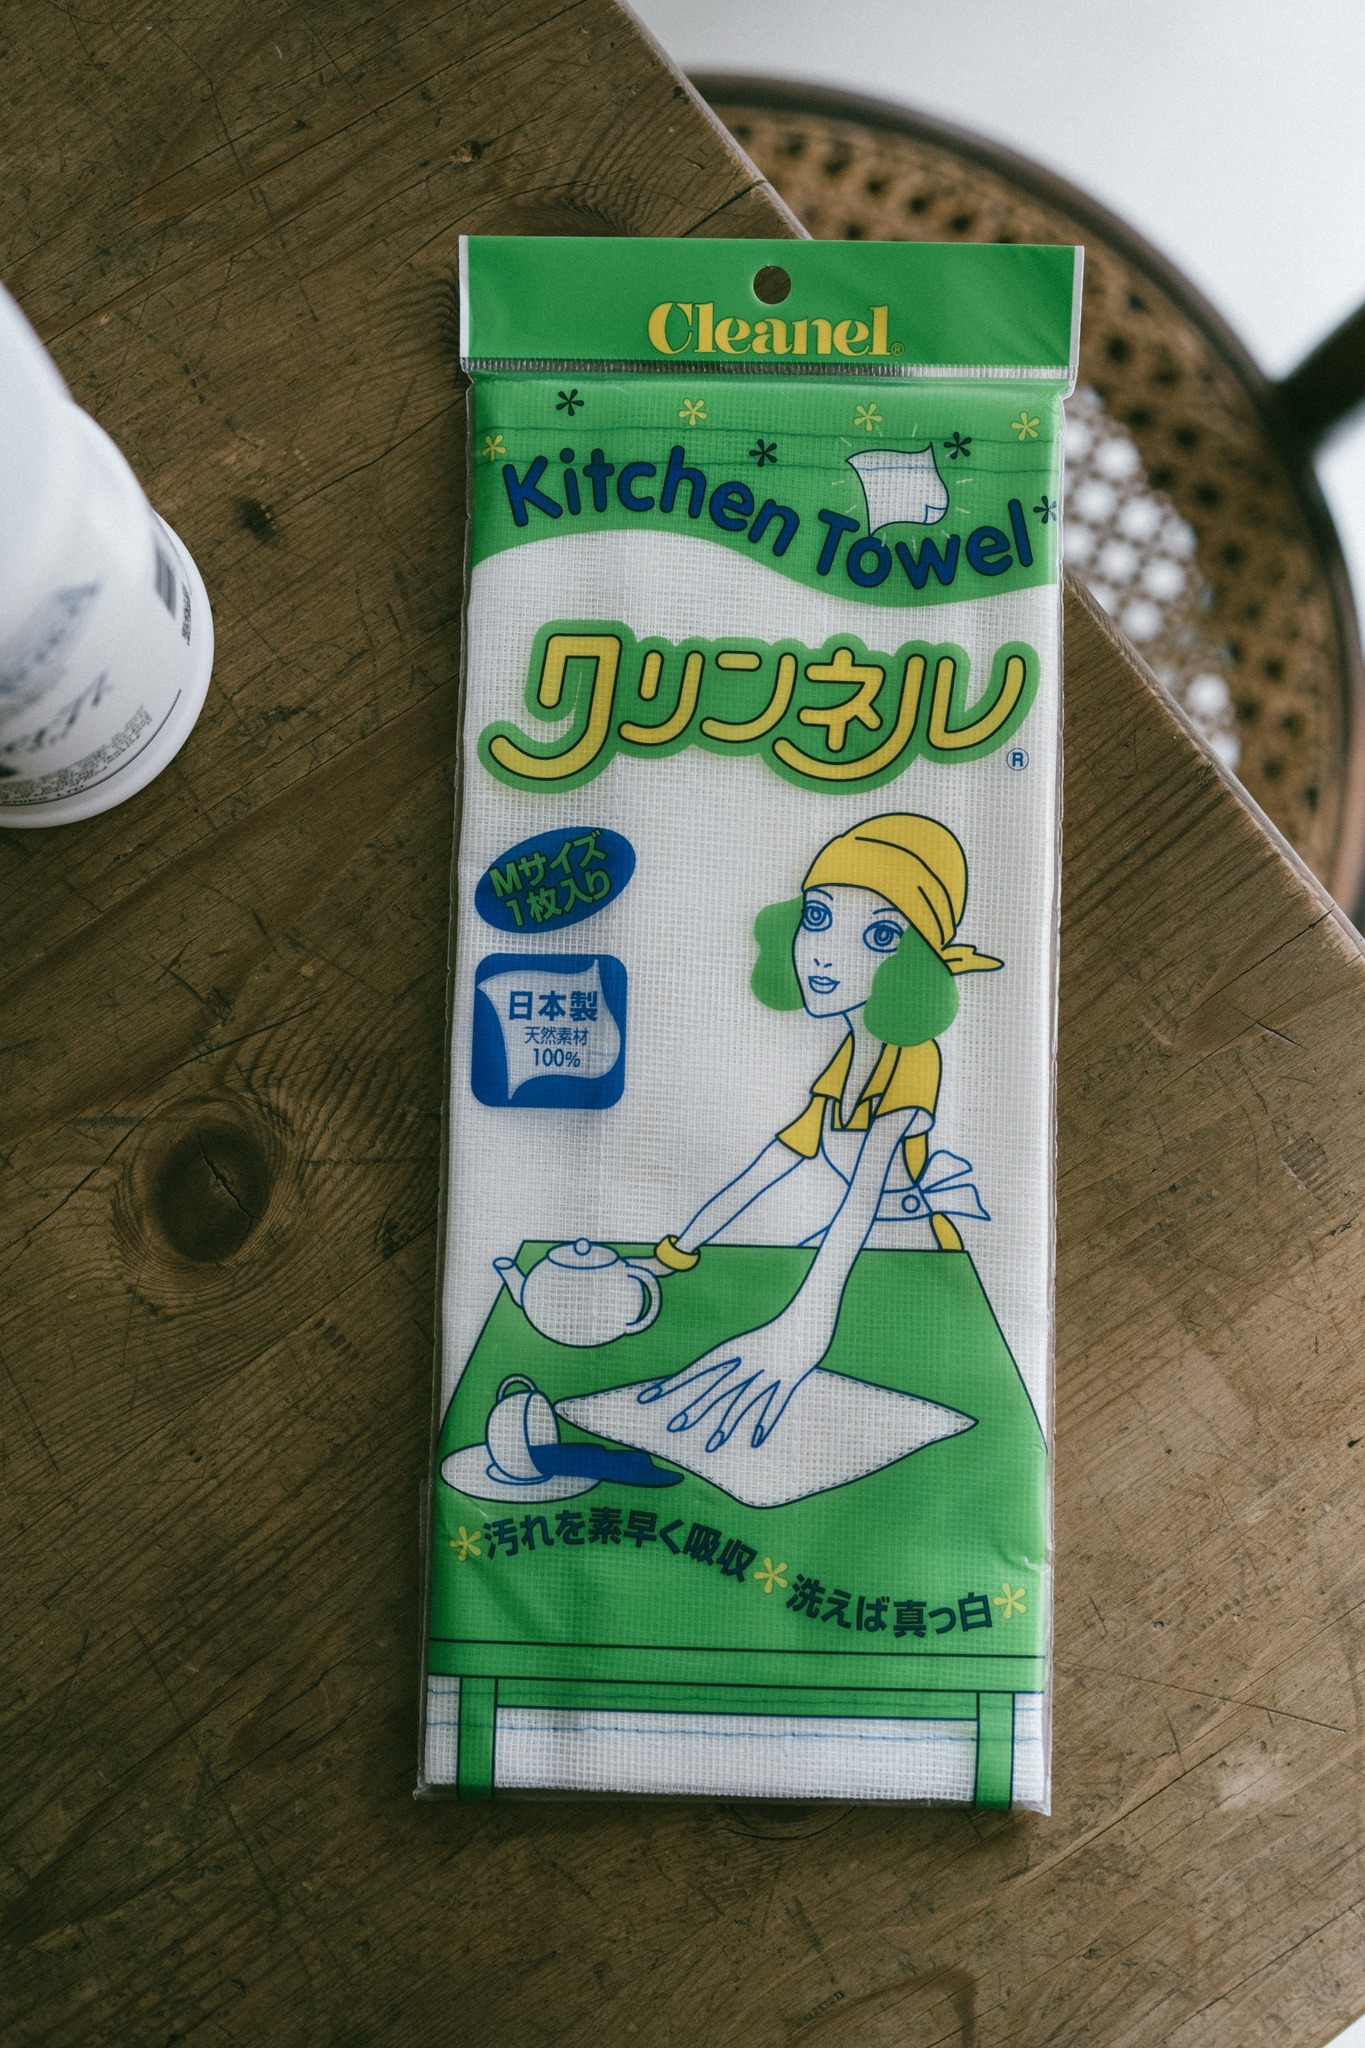 Cleanel®
Kitchen Towel
クリンネル®
Mサイズ
1枚入り
日本製
天然素材
100%
汚れを素早く吸収
洗えば真っ白